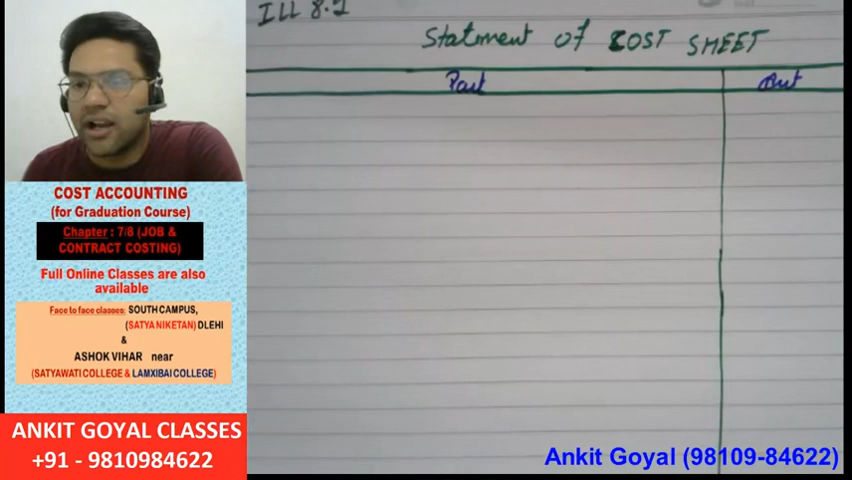 ILL 8.1
Statment of COST SHEET
Part Amt
COST ACCOUNTING
(for Graduation Course)
Chapter : 7/8 (JOB &
CONTRACT COSTING)
Full Online Classes are also
available
Face to face classes: SOUTH CAMPUS,
(SATYA NIKETAN) DLEHI
&
ASHOK VIHAR near
(SATYAWATI COLLEGE & LAMXIBAI COLLEGE)
ANKIT GOYAL CLASSES
+91 - 9810984622
Ankit Goyal (98109-84622)